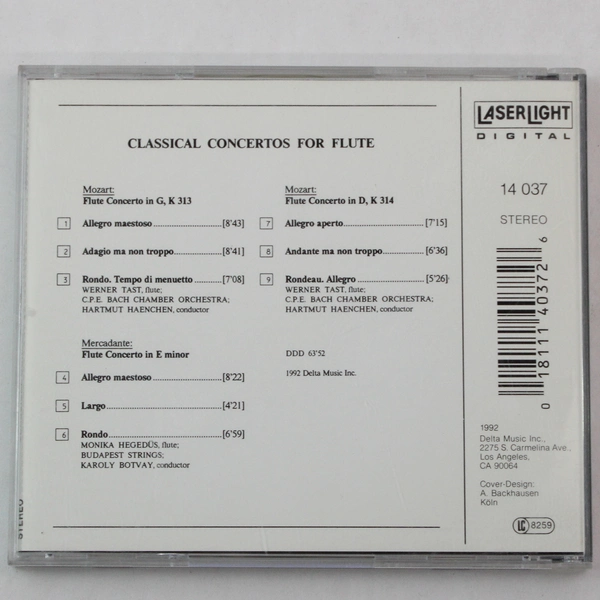 CLASSICAL CONCERTOS FOR FLUTE
Mozart:
Flute Concerto in G, K 313
1 Allegro maestoso [8'43]
2 Adagio ma non troppo [8'41]
3 Rondo. Tempo di menuetto [7'08]
WERNER TAST, flute;
C.P.E. BACH CHAMBER ORCHESTRA;
HARTMUT HAENCHEN, conductor
Mercadante:
Flute Concerto in E minor
4 Allegro maestoso [8'22]
5 Largo [4'21]
6 Rondo [6'59]
MONIKA HEGEDÜS, flute;
BUDAPEST STRINGS;
KAROLY BOTVAY, conductor
Mozart:
Flute Concerto in D, K 314
7 Allegro aperto [7'15]
8 Andante ma non troppo [6'36]
9 Rondeau. Allegro [5'26]
WERNER TAST, flute;
C.P.E. BACH CHAMBER ORCHESTRA;
HARTMUT HAENCHEN, conductor
DDD 63'52
1992 Delta Music Inc.
LASERLIGHT
DIGITAL
14 037
STEREO
0 18111 40372 6
1992
Delta Music Inc.,
2275 S. Carmelina Ave.,
Los Angeles,
CA 90064
Cover-Design:
A. Backhausen
Köln
LC 8259
STEREO